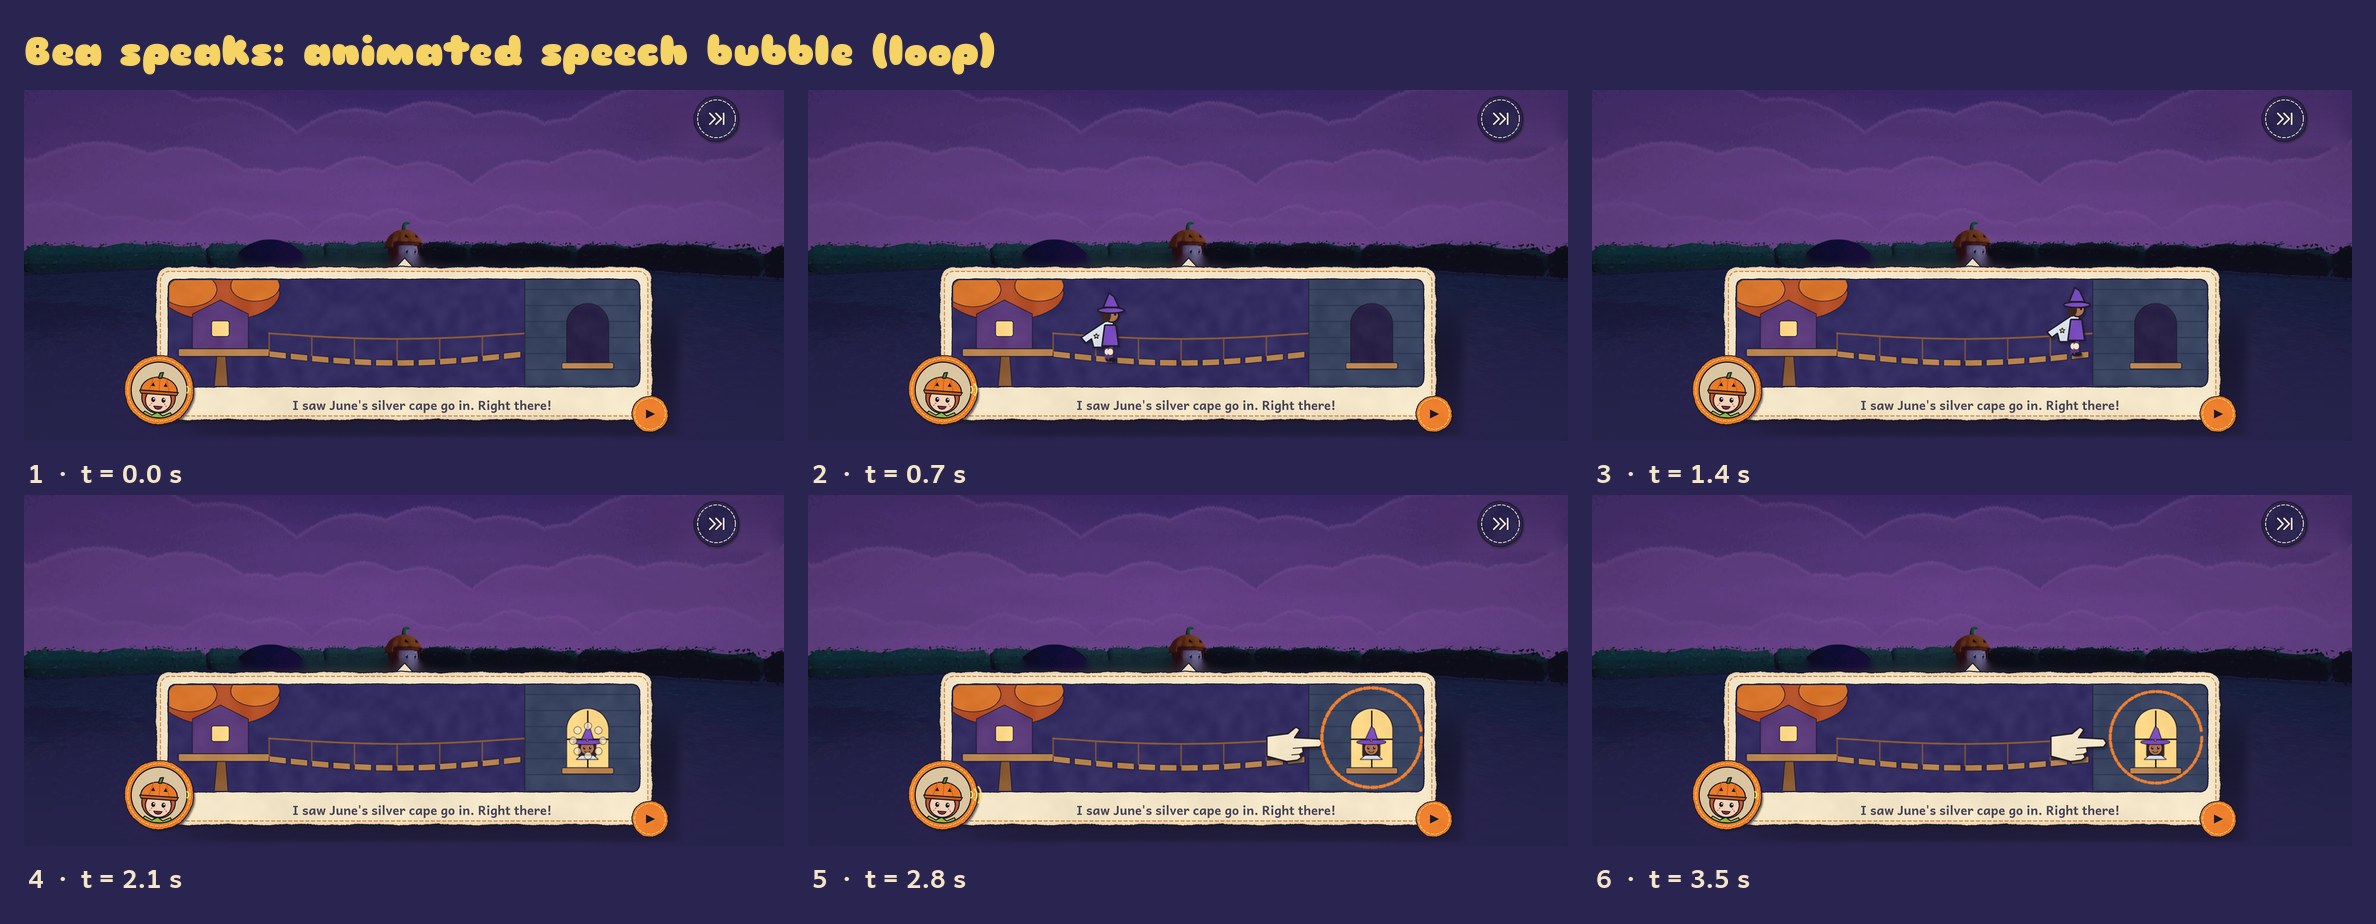 Bea speaks: animated speech bubble (loop)
I saw June's silver cape go in. Right there!
I saw June's silver cape go in. Right there!
I saw June's silver cape go in. Right there!
1 · t = 0.0 s
2 · t = 0.7 s
3 · t = 1.4 s
I saw June's silver cape go in. Right there!
I saw June's silver cape go in. Right there!
I saw June's silver cape go in. Right there!
4 · t = 2.1 s
5 · t = 2.8 s
6 · t = 3.5 s